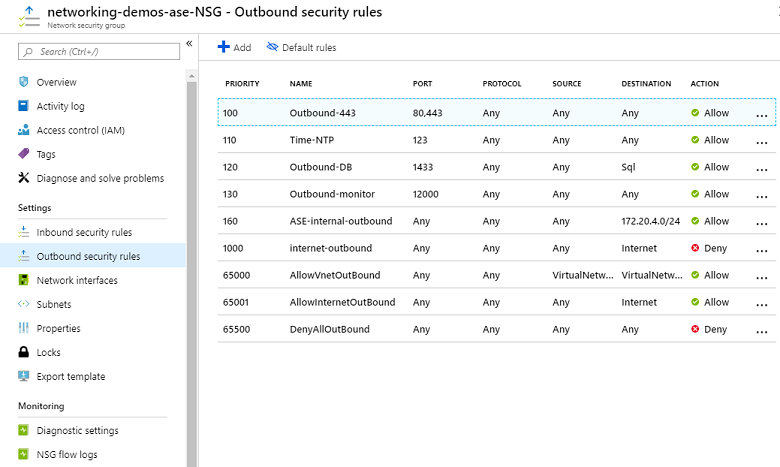 networking-demos-ase-NSG - Outbound security rules
Network security group
Search (Ctrl+/)
«
Overview
Activity log
Access control (IAM)
Tags
Diagnose and solve problems
Settings
Inbound security rules
Outbound security rules
Network interfaces
Subnets
Properties
Locks
Export template
Monitoring
Diagnostic settings
NSG flow logs
Add Default rules
PRIORITY NAME PORT PROTOCOL SOURCE DESTINATION ACTION
100 Outbound-443 80,443 Any Any Any Allow ...
110 Time-NTP 123 Any Any Any Allow ...
120 Outbound-DB 1433 Any Any Sql Allow ...
130 Outbound-monitor 12000 Any Any Any Allow ...
160 ASE-internal-outbound Any Any Any 172.20.4.0/24 Allow ...
1000 internet-outbound Any Any Any Internet Deny ...
65000 AllowVnetOutBound Any Any VirtualNetw... VirtualNetw... Allow ...
65001 AllowInternetOutBound Any Any Any Internet Allow ...
65500 DenyAllOutBound Any Any Any Any Deny ...